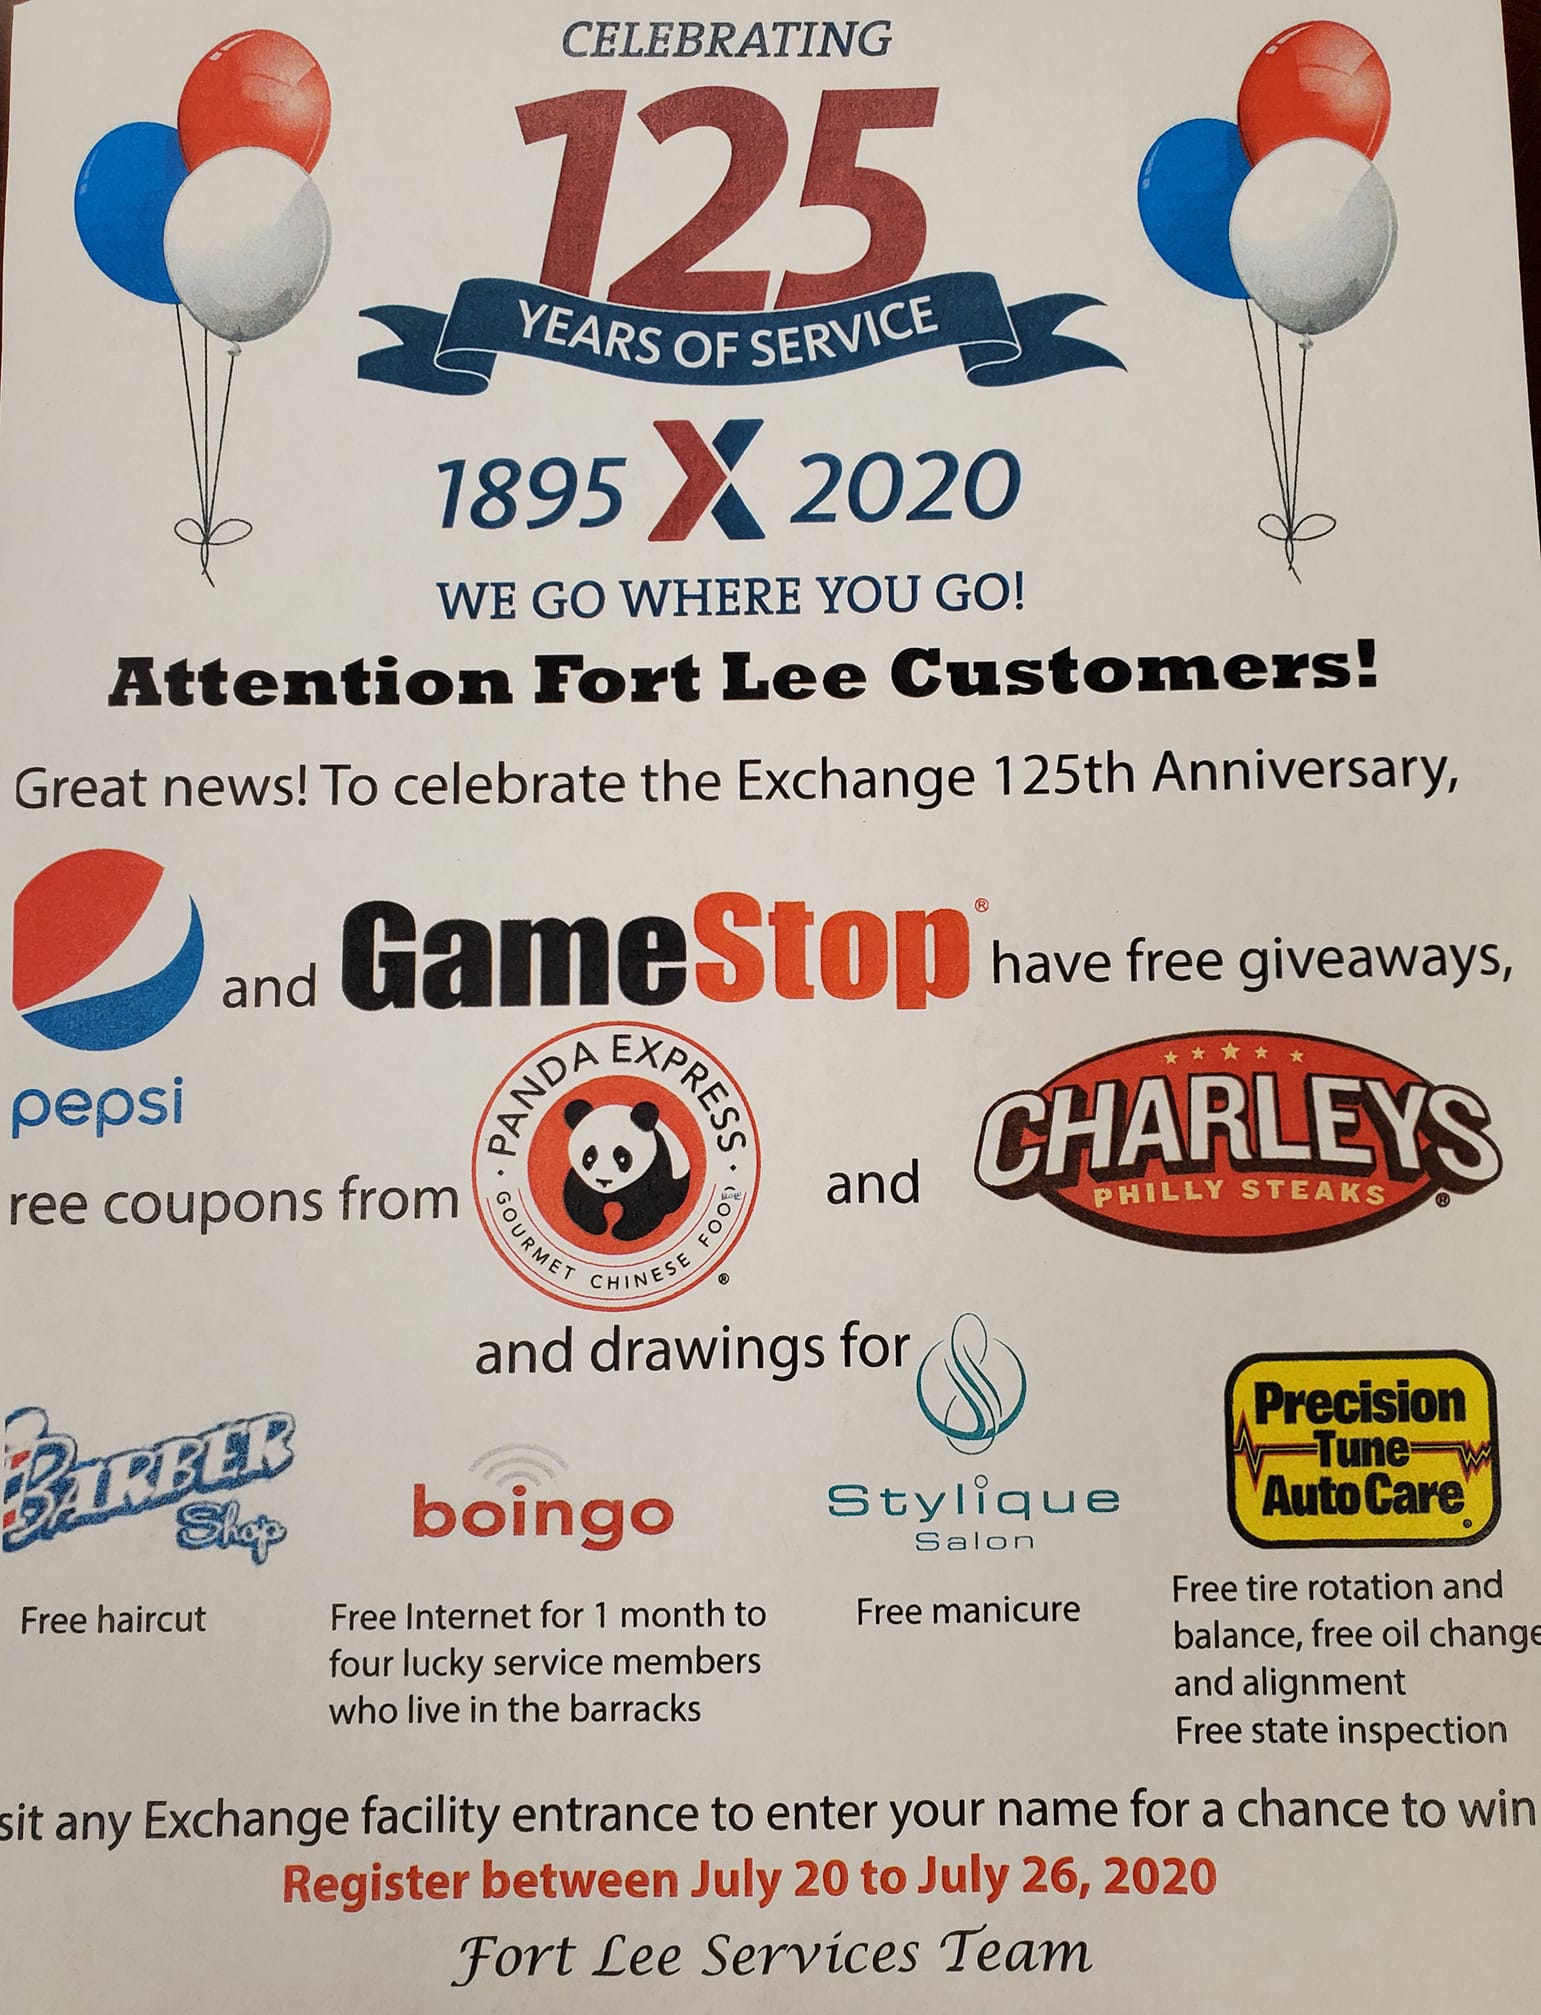 CELEBRATING
125
YEARS OF SERVICE
1895 X 2020
WE GO WHERE YOU GO!
Attention Fort Lee Customers!
Great news! To celebrate the Exchange 125th Anniversary,
pepsi and GameStop® have free giveaways,
ree coupons from PANDA EXPRESS · GOURMET CHINESE FOOD ® and CHARLEYS PHILLY STEAKS ®
and drawings for
BARBER Shop
boingo
Stylique
Salon
Precision
Tune
Auto Care
Free haircut
Free Internet for 1 month to
four lucky service members
who live in the barracks
Free manicure
Free tire rotation and
balance, free oil change
and alignment
Free state inspection
sit any Exchange facility entrance to enter your name for a chance to win
Register between July 20 to July 26, 2020
Fort Lee Services Team